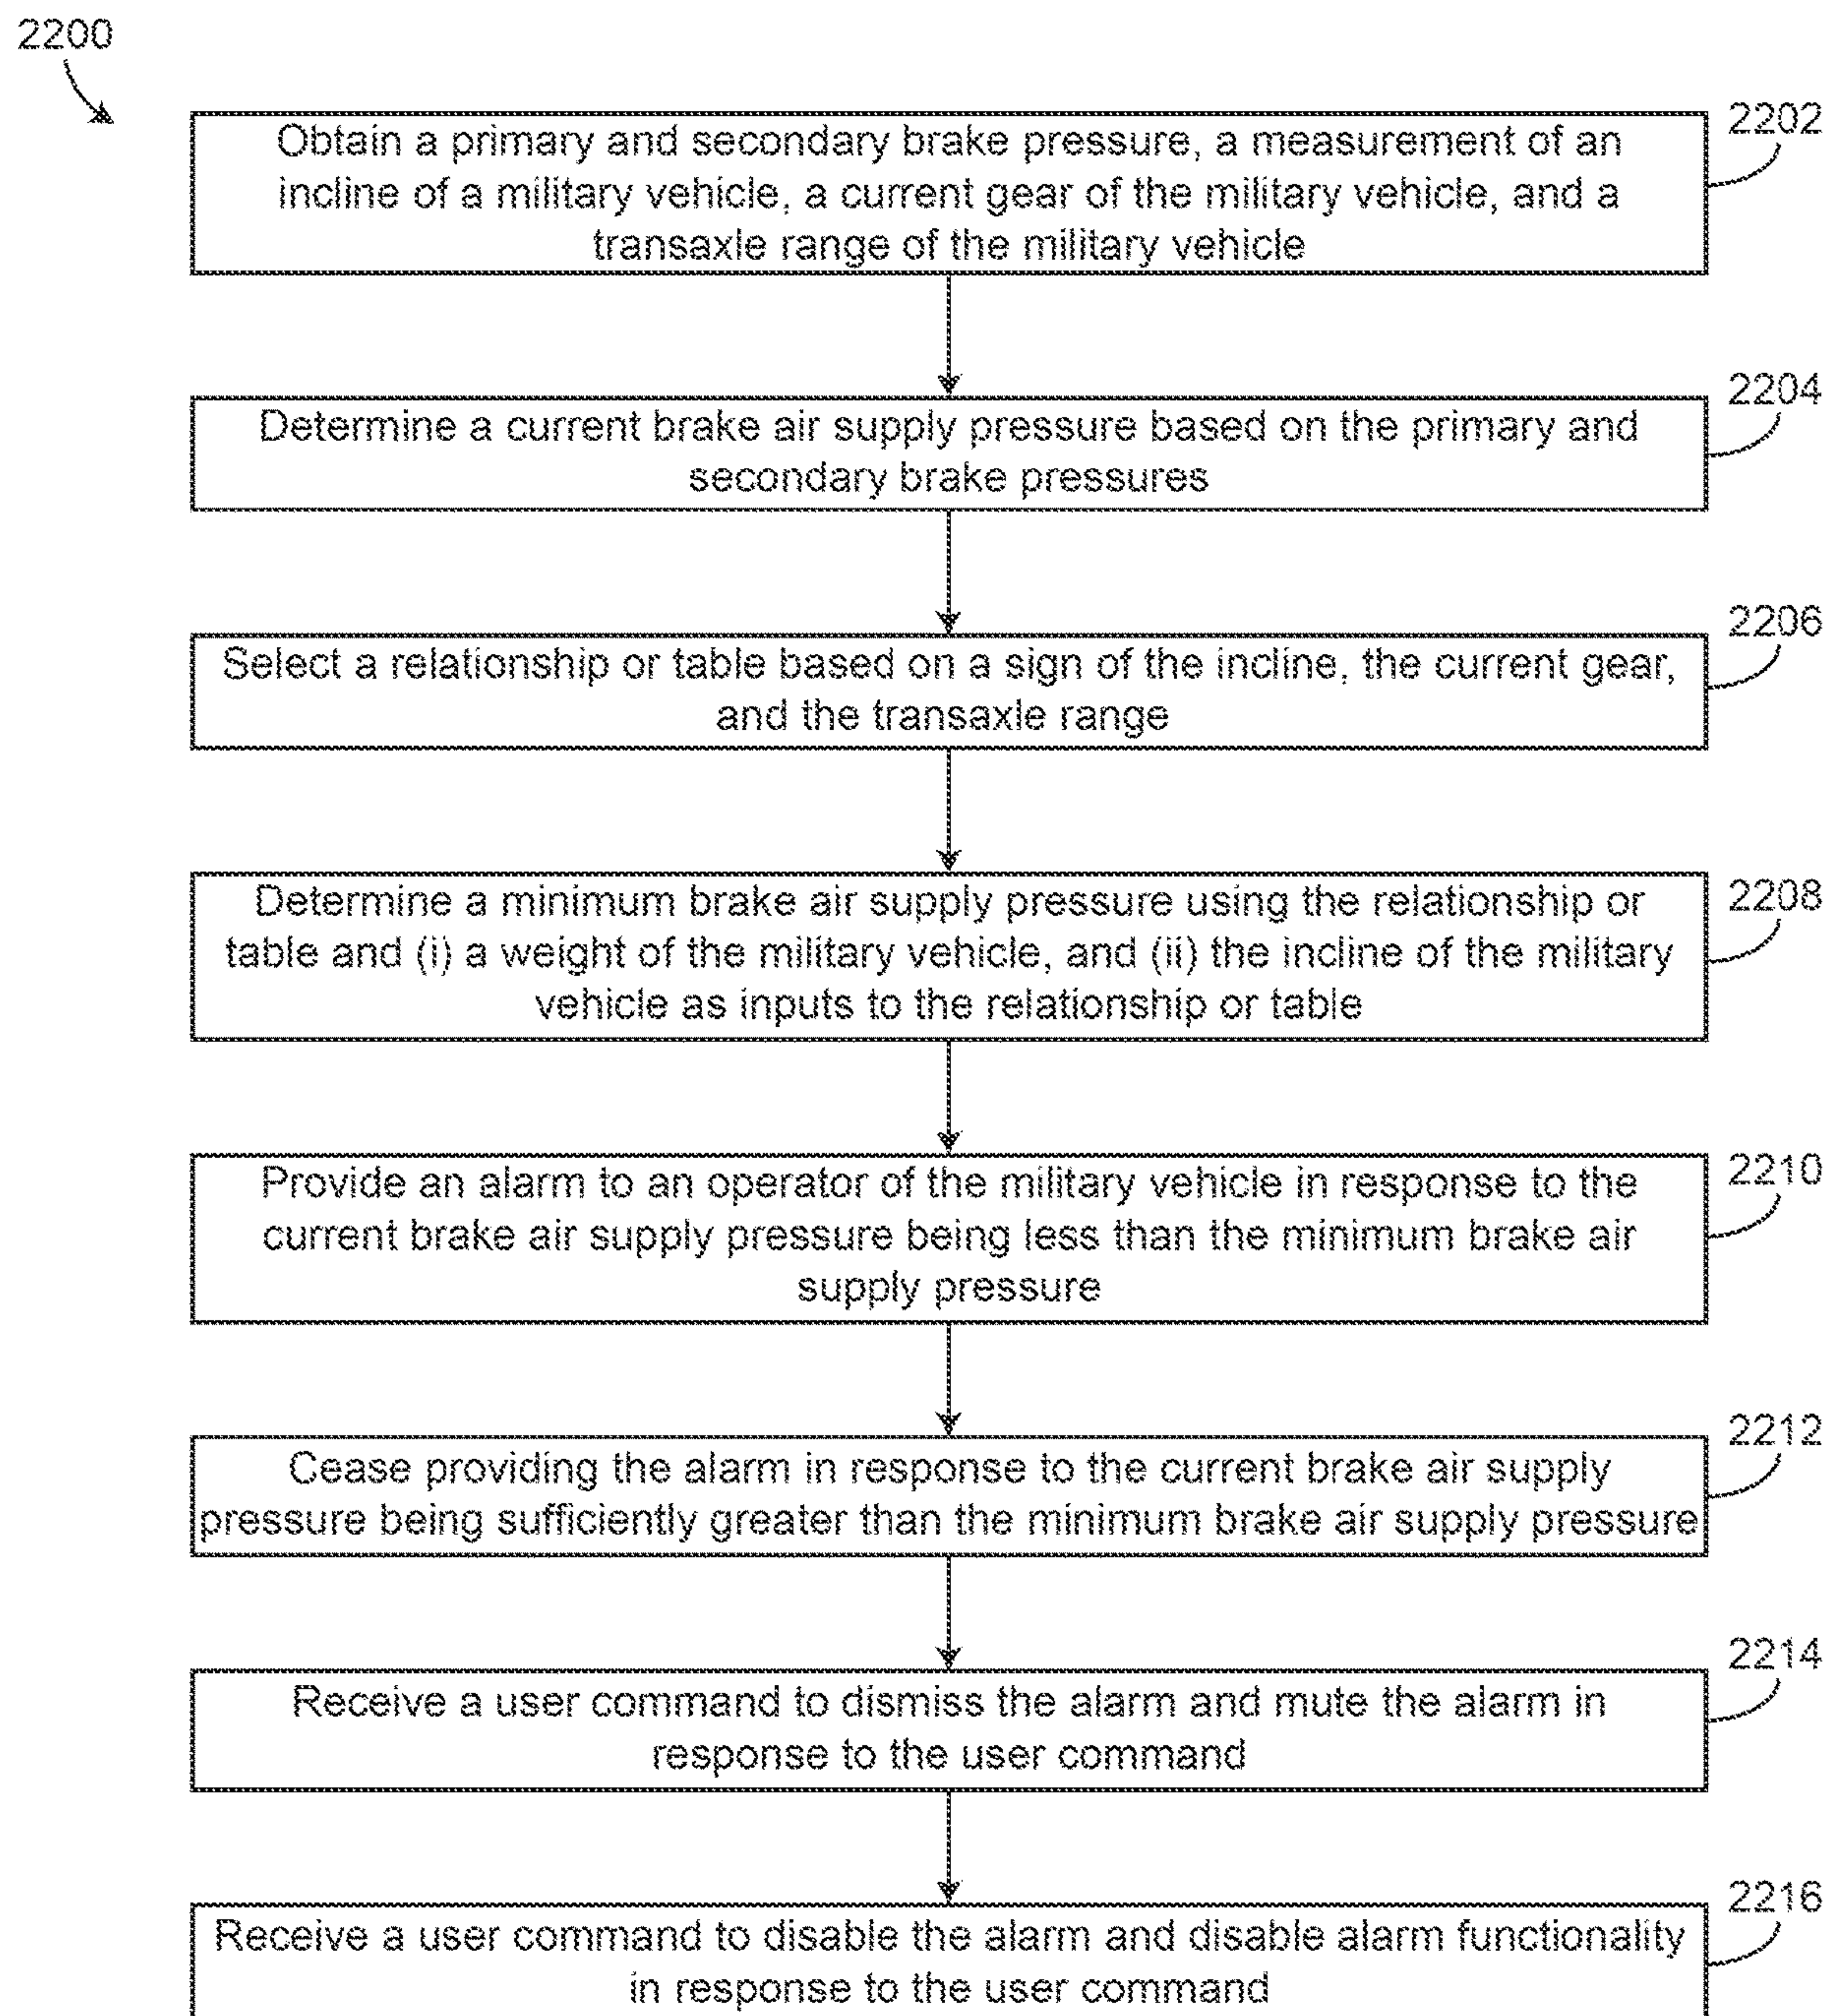 2200
2202
Obtain a primary and secondary brake pressure, a measurement of an
incline of a military vehicle, a current gear of the military vehicle, and a
transaxle range of the military vehicle
2204
Determine a current brake air supply pressure based on the primary and
secondary brake pressures
2206
Select a relationship or table based on a sign of the incline, the current gear,
and the transaxle range
2208
Determine a minimum brake air supply pressure using the relationship or
table and (i) a weight of the military vehicle, and (ii) the incline of the military
vehicle as inputs to the relationship or table
2210
Provide an alarm to an operator of the military vehicle in response to the
current brake air supply pressure being less than the minimum brake air
supply pressure
2212
Cease providing the alarm in response to the current brake air supply
pressure being sufficiently greater than the minimum brake air supply pressure
2214
Receive a user command to dismiss the alarm and mute the alarm in
response to the user command
2216
Receive a user command to disable the alarm and disable alarm functionality
in response to the user command